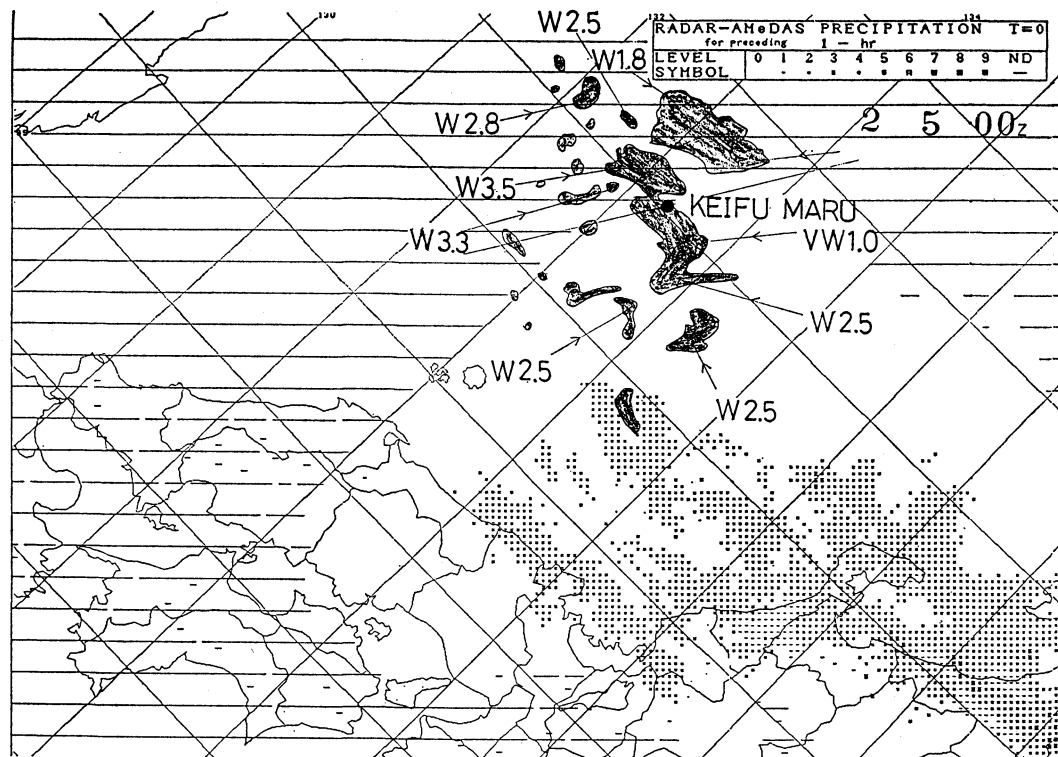 130
132
134
RADAR-AMeDAS PRECIPITATION T=0
for preceding 1 - hr
LEVEL 0 1 2 3 4 5 6 7 8 9 ND
SYMBOL
2 5 00z
W2.5
W1.8
W2.8
W3.5
KEIFU MARU
W3.3
VW1.0
W2.5
W2.5
W2.5